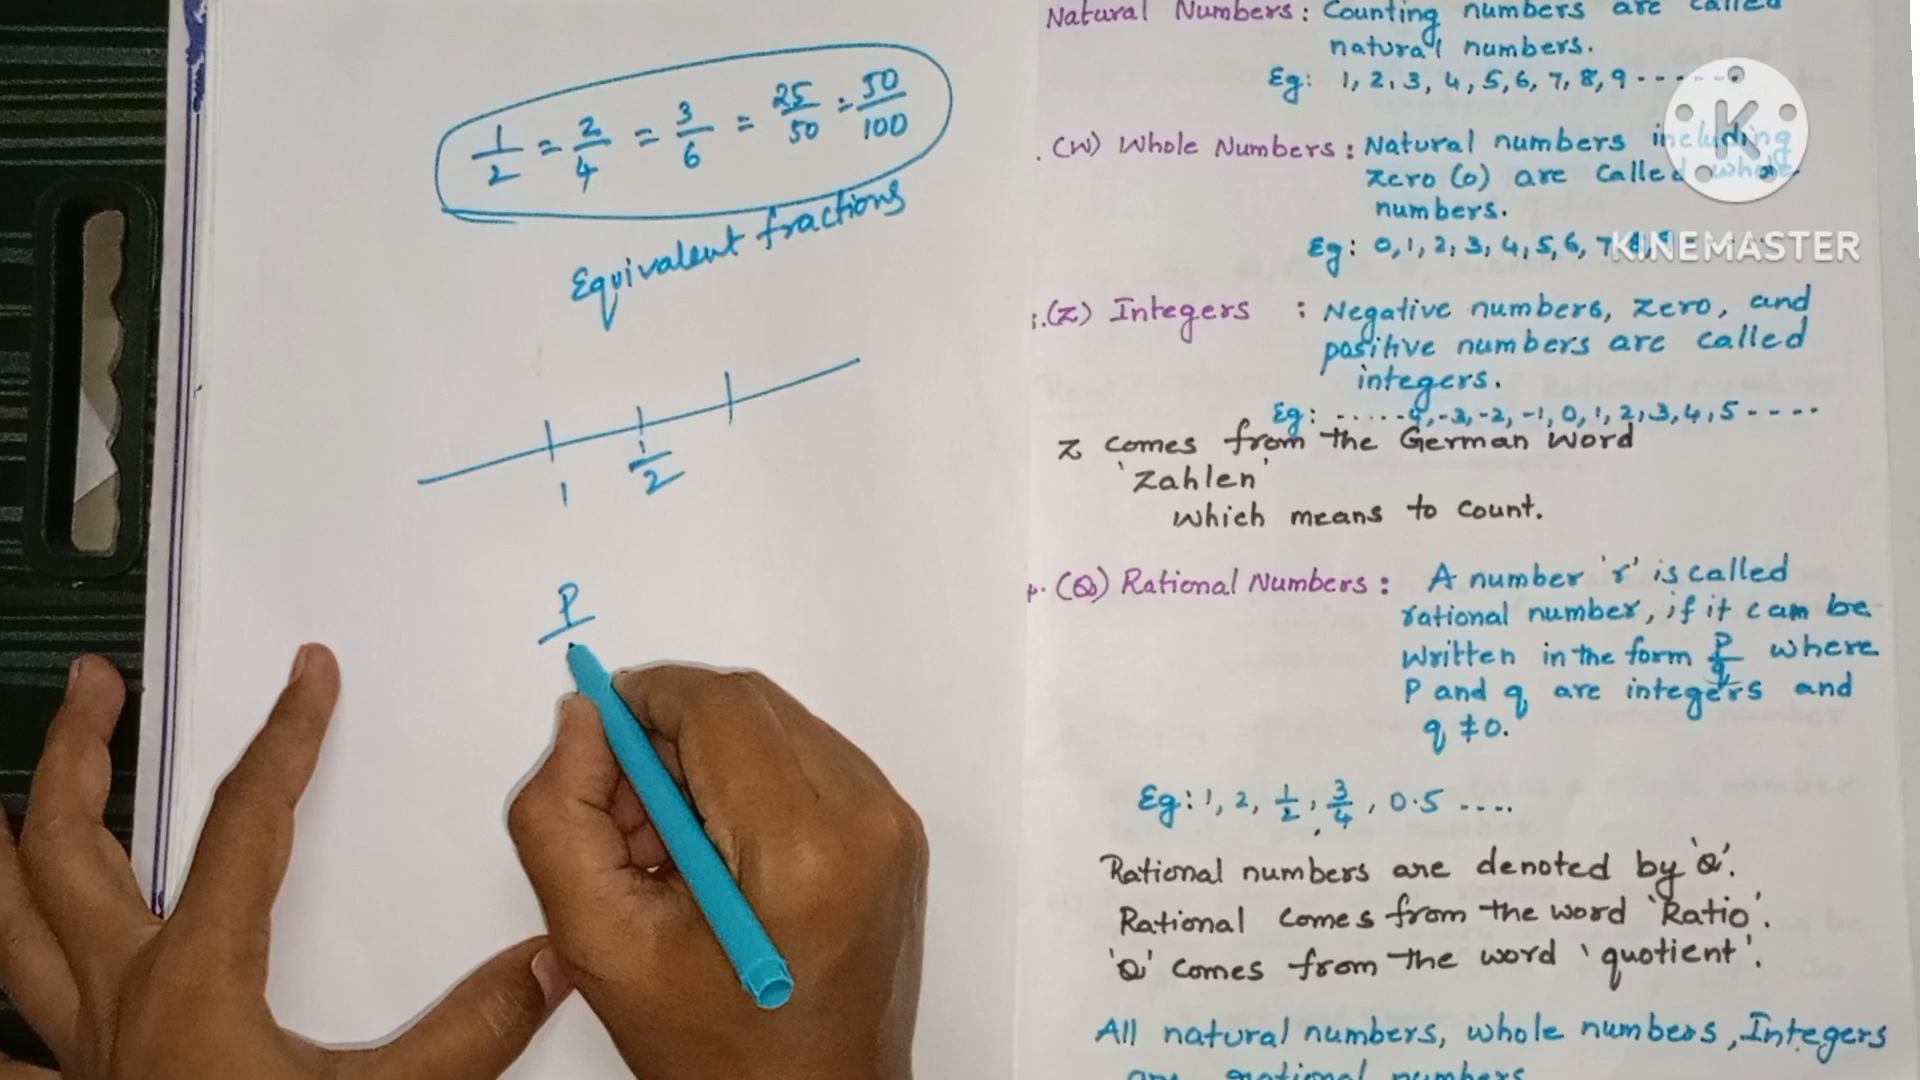 1/2 = 2/4 = 3/6 = 25/50 = 50/100
Equivalent fractions
1 1/2
P
Natural Numbers: Counting numbers are called
natural numbers.
Eg: 1, 2, 3, 4, 5, 6, 7, 8, 9 ------
(W) Whole Numbers: Natural numbers including
zero (0) are called whole
numbers.
Eg: 0, 1, 2, 3, 4, 5, 6, 7, 8, 9
K
KINEMASTER
(Z) Integers : Negative numbers, zero, and
positive numbers are called
integers.
Eg: .....-4, -3, -2, -1, 0, 1, 2, 3, 4, 5 ----
Z comes from the German word
'Zahlen'
which means to count.
(Q) Rational Numbers: A number 'r' is called
rational number, if it can be
written in the form P/q where
P and q are integers and
q ≠ 0.
Eg: 1, 2, 1/2, 3/4, 0.5 ....
Rational numbers are denoted by 'Q'.
Rational comes from the word 'Ratio'.
'Q' comes from the word 'quotient'.
All natural numbers, whole numbers, Integers
are rational numbers